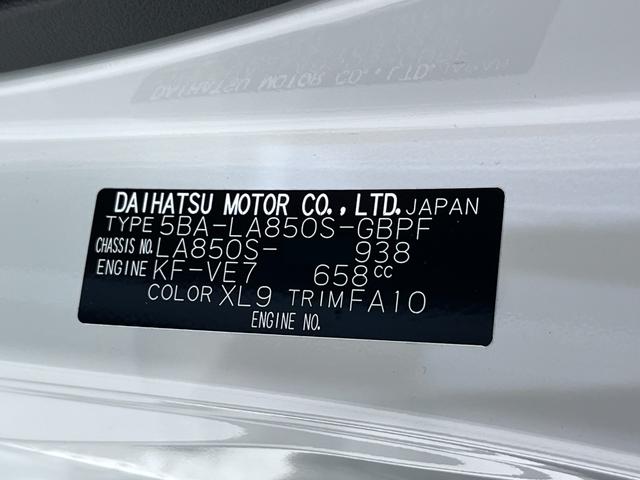 DAIHATSU MOTOR CO., LTD. JAPAN
TYPE 5BA-LA850S-GBPF
CHASSIS NO. LA850S- 938
ENGINE KF-VE7 658cc
COLOR XL9 TRIM FA10
ENGINE NO.